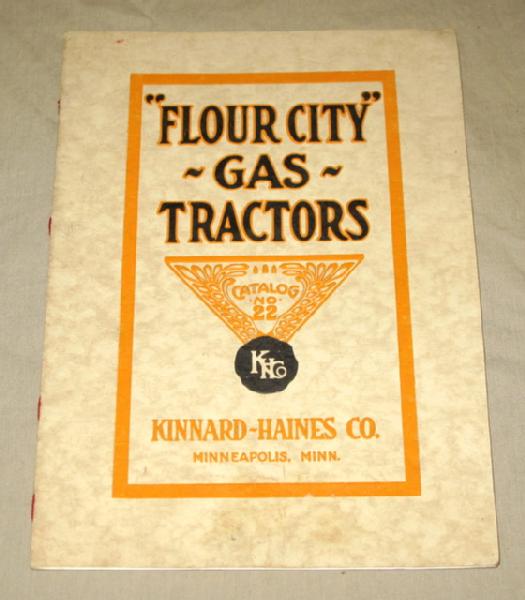 "FLOUR CITY"
~ GAS ~
TRACTORS
CATALOG
· NO ·
22
KHCo
KINNARD-HAINES CO.
MINNEAPOLIS, MINN.